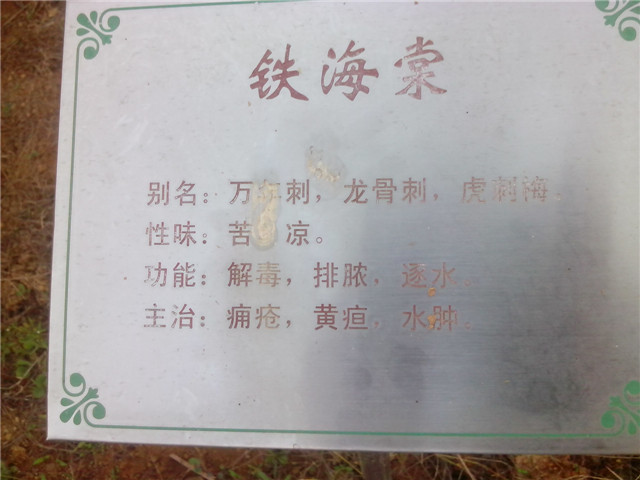 铁海棠
别名：万年刺，龙骨刺，虎刺梅。
性味：苦，凉。
功能：解毒，排脓，逐水。
主治：痈疮，黄疸，水肿。